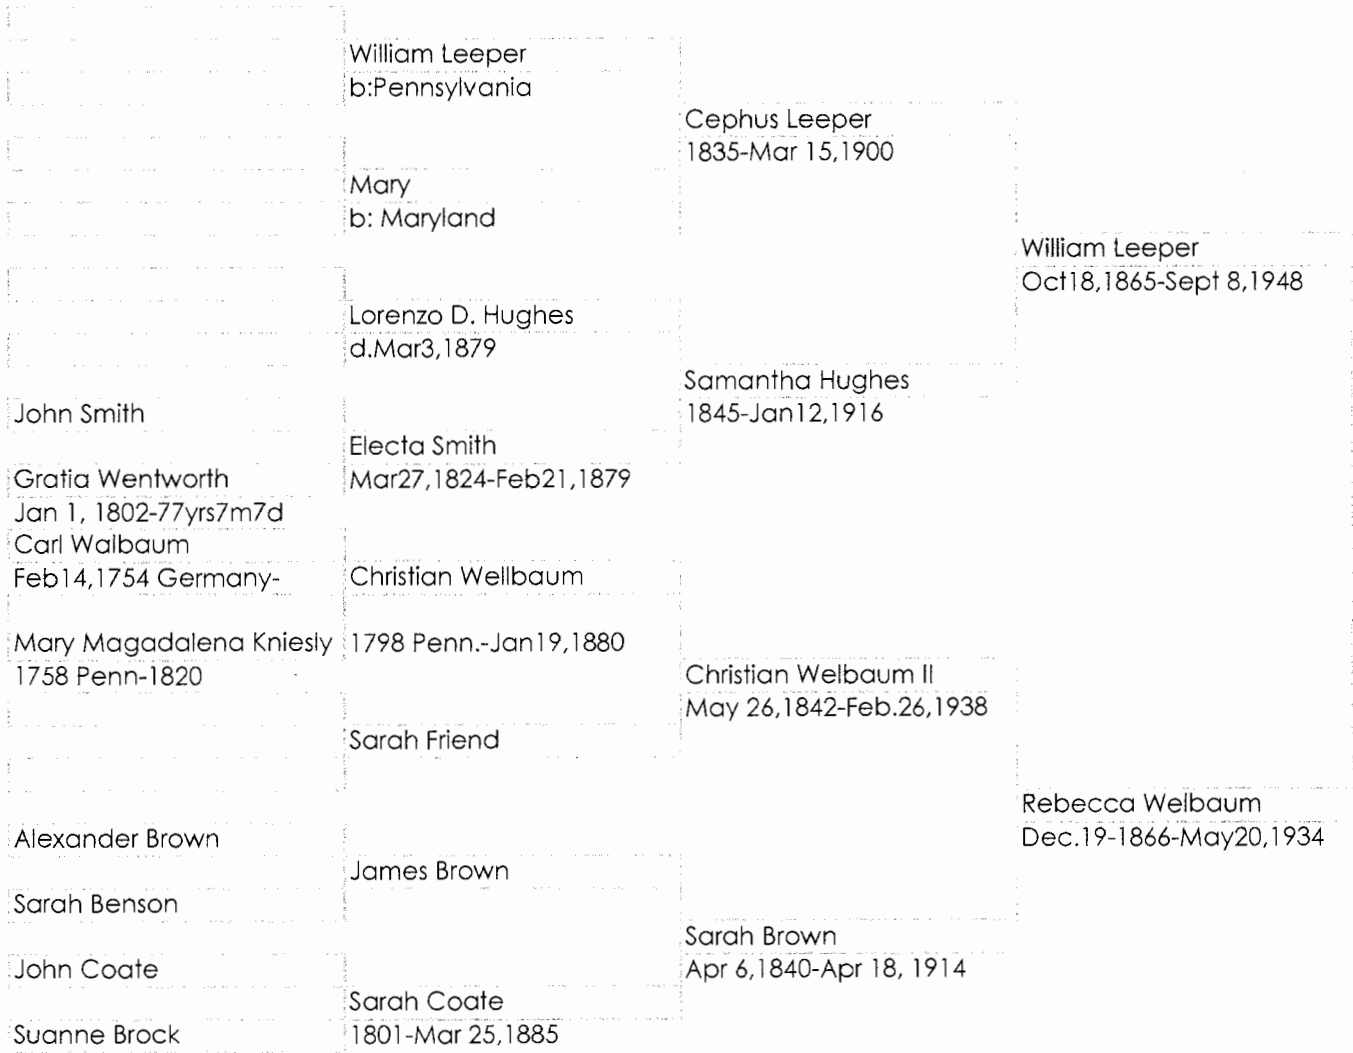 William Leeper
b:Pennsylvania
Cephus Leeper
1835-Mar 15,1900
Mary
b: Maryland
William Leeper
Oct18,1865-Sept 8,1948
Lorenzo D. Hughes
d.Mar3,1879
Samantha Hughes
1845-Jan12,1916
John Smith
Electa Smith
Mar27,1824-Feb21,1879
Gratia Wentworth
Jan 1, 1802-77yrs7m7d
Carl Walbaum
Feb14,1754 Germany-
Christian Wellbaum
1798 Penn.-Jan19,1880
Mary Magadalena Kniesly
1758 Penn-1820
Christian Welbaum II
May 26,1842-Feb.26,1938
Sarah Friend
Rebecca Welbaum
Dec.19-1866-May20,1934
Alexander Brown
James Brown
Sarah Benson
Sarah Brown
Apr 6,1840-Apr 18, 1914
John Coate
Sarah Coate
1801-Mar 25,1885
Suanne Brock